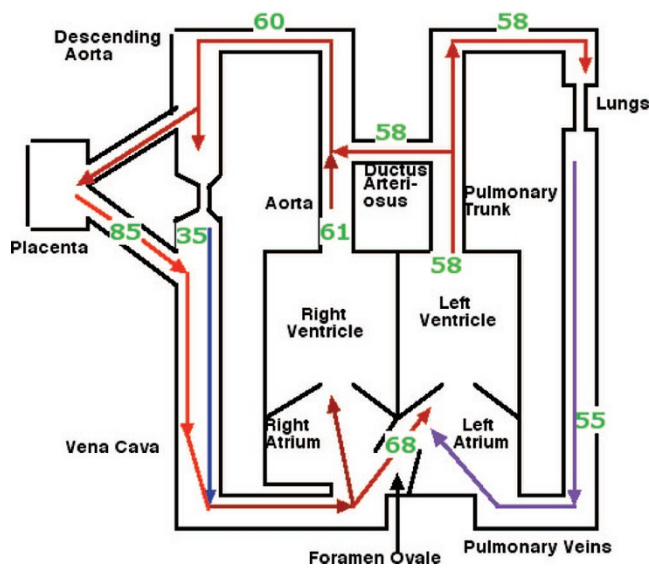 60
58
Descending
Aorta
Lungs
58
Ductus
Arteri-
osus
Pulmonary
Trunk
Aorta
Placenta
85
35
61
58
Right
Ventricle
Left
Ventricle
Right
Atrium
Left
Atrium
55
68
Vena Cava
Foramen Ovale
Pulmonary Veins